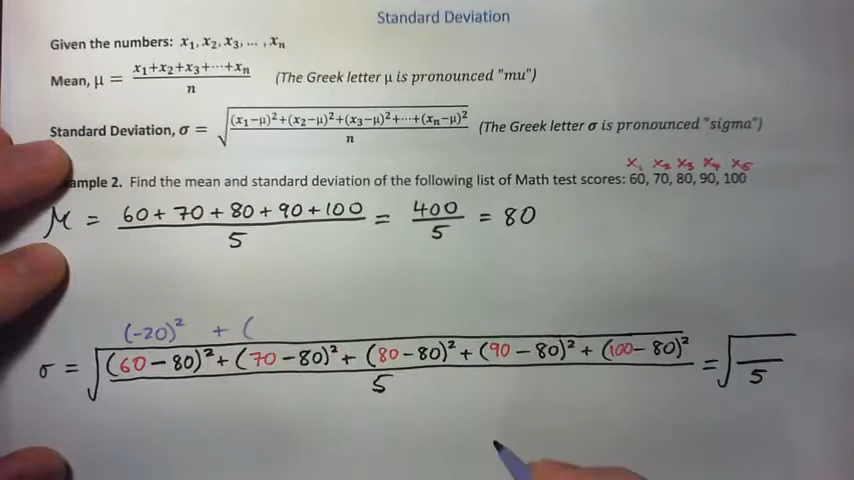 Standard Deviation
Given the numbers: x₁, x₂, x₃, … , xₙ
Mean, μ = (x₁+x₂+x₃+⋯+xₙ)/n (The Greek letter μ is pronounced "mu")
Standard Deviation, σ = √(((x₁−μ)²+(x₂−μ)²+(x₃−μ)²+⋯+(xₙ−μ)²)/n) (The Greek letter σ is pronounced "sigma")
x₁ x₂ x₃ x₄ x₅
ample 2. Find the mean and standard deviation of the following list of Math test scores: 60, 70, 80, 90, 100
μ = (60+70+80+90+100)/5 = 400/5 = 80
(-20)² + (
σ = √(((60−80)²+(70−80)²+(80−80)²+(90−80)²+(100−80)²)/5) = √( /5)